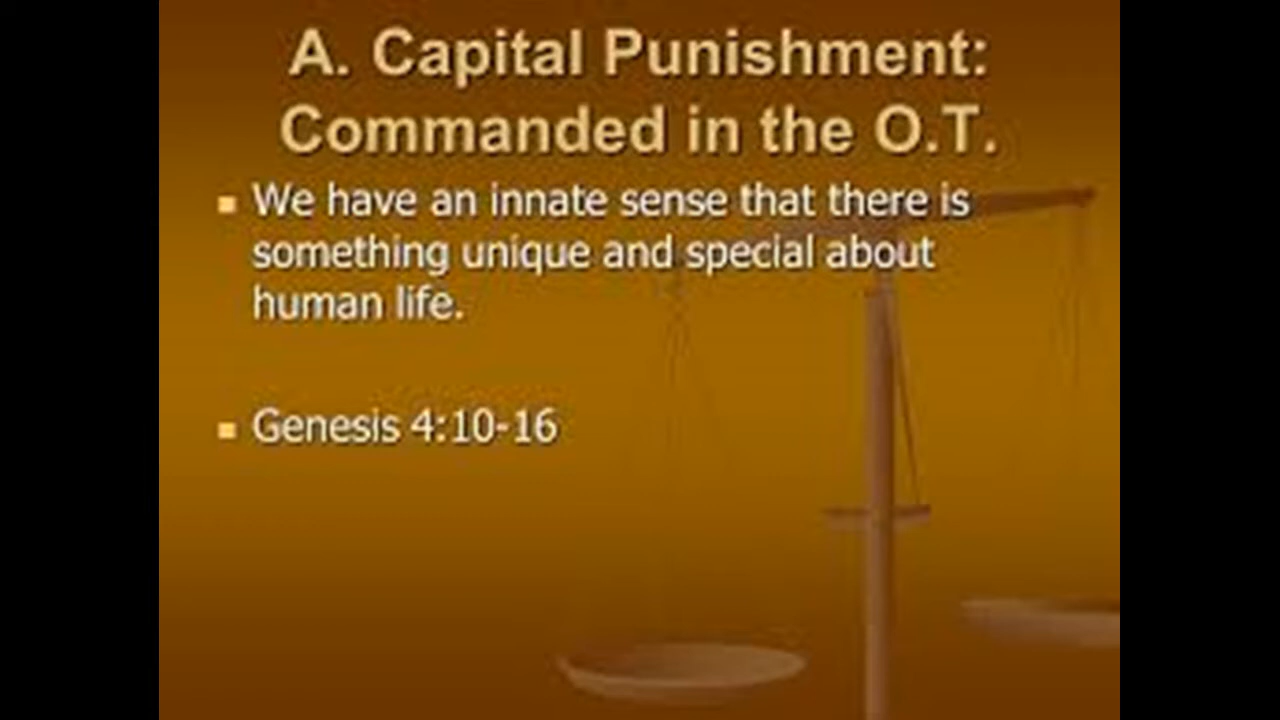 A. Capital Punishment:
Commanded in the O.T.
We have an innate sense that there is
something unique and special about
human life.
Genesis 4:10-16